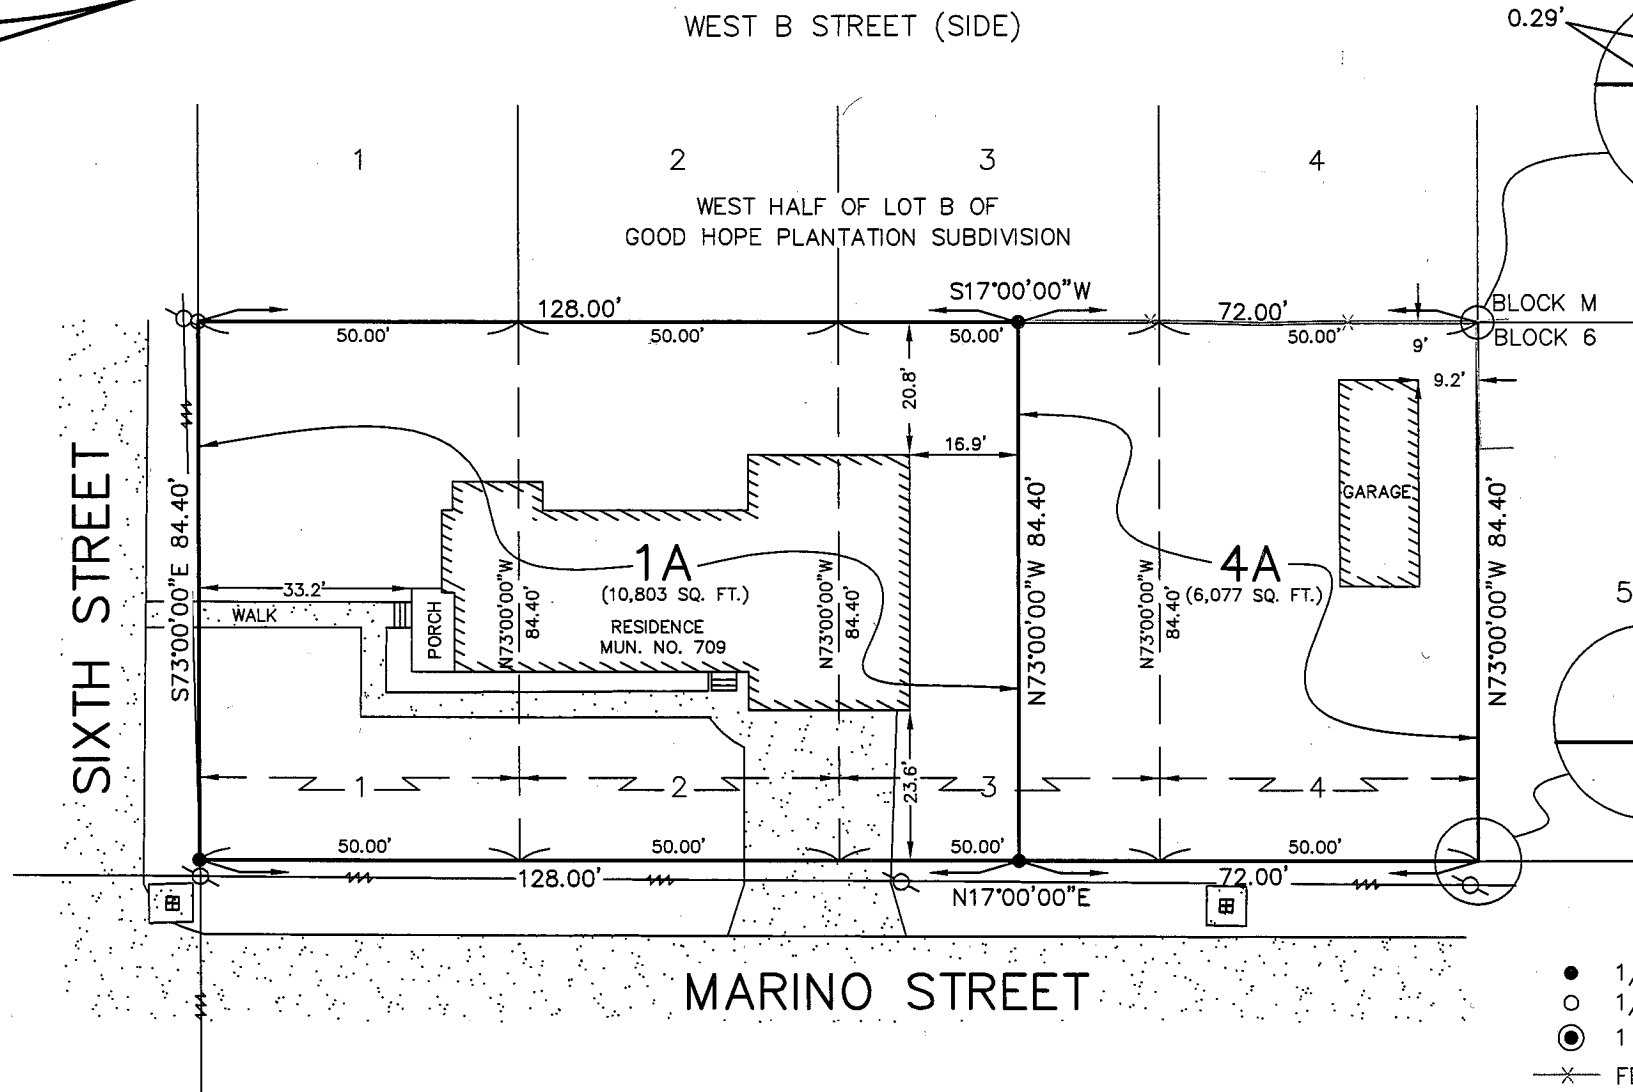 WEST B STREET (SIDE)
0.29'
1
2
3
4
WEST HALF OF LOT B OF
GOOD HOPE PLANTATION SUBDIVISION
S17°00'00"W
128.00'
72.00'
BLOCK M
BLOCK 6
50.00'
50.00'
50.00'
50.00'
9'
9.2'
20.8'
16.9'
SIXTH STREET
S73°00'00"E 84.40'
GARAGE
1A
(10,803 SQ. FT.)
4A
(6,077 SQ. FT.)
33.2'
WALK
PORCH
N73°00'00"W
84.40'
RESIDENCE
MUN. NO. 709
N73°00'00"W
84.40'
N73°00'00"W 84.40'
N73°00'00"W
84.40'
N73°00'00"W 84.40'
5
23.6'
1
2
3
4
50.00'
50.00'
50.00'
50.00'
128.00'
72.00'
N17°00'00"E
MARINO STREET
1/
1/
1